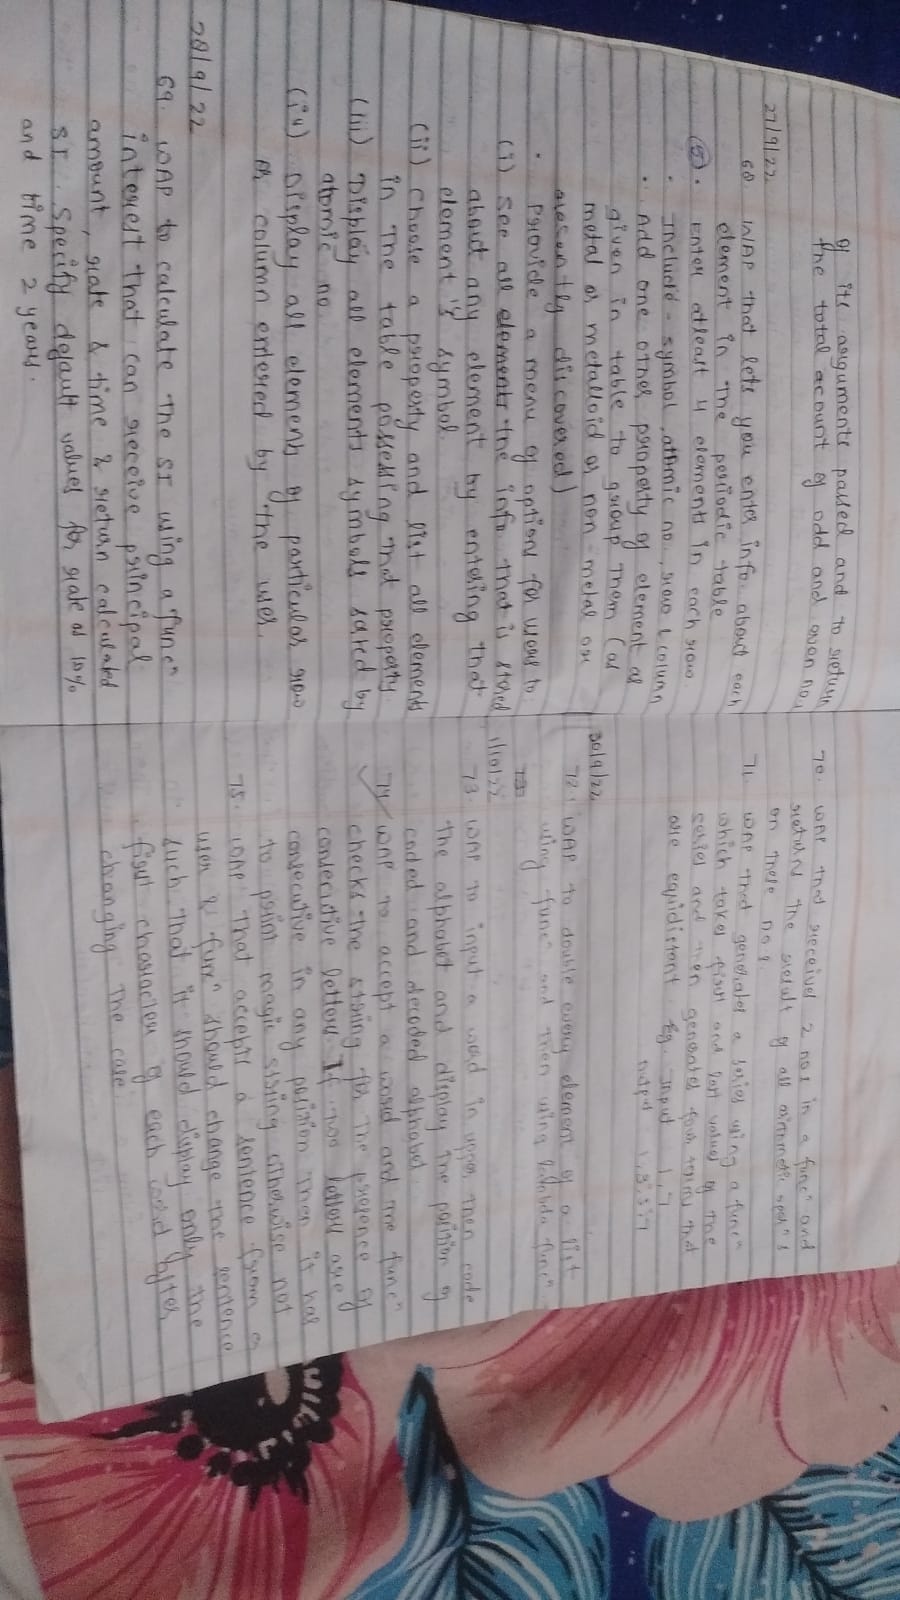 of its arguments passed and to return
the total acount of odd and even no.
27/9/22
68 WAP that lets you enter info. about each
element in the periodic table
(5) • Enter atleast 4 elements in each row.
• Include - symbol, atomic no, row & column
• Add one other property of element as
given in table to group them (as
metal or metalloid or non-metal or
presently discovered)
• Provide a menu of options for users to:
(i) See all elements the info that is stored
about any element by entering that
element's symbol.
(ii) Choose a property and list all elements
in the table possessing that property.
(iii) Display all elements symbols sorted by
atomic no.
(iv) Display all elements of particular row
or column entered by the user.
28/9/22
69. WAP to calculate the SI using a funcⁿ
interest that can receive principal
amount, rate & time & return calculated
SI. Specify default values for rate as 10%
and time 2 years.
70. WAP that receives 2 nos in a funcⁿ and
returns the result of all arithmetic opeⁿs
on these nos.
71. WAP that generates a series using a funcⁿ
which takes first and last values of the
series and then generates four terms that
are equidistant Eg. Input 1, 7
output 1, 3, 5, 7
30/9/22
72. WAP to double every element of a list
using funcⁿ and then using lambda funcⁿ
1/10/22
73. WAP to input a word in upper then code
the alphabet and display the position of
coded and decoded alphabet.
74 WAP to accept a word and the funcⁿ
checks the string for the presence of
consecutive letters. If two letters are
consecutive in any position then it has
to print magic string otherwise not
75. WAP that accepts a sentence from a
user & funcⁿ should change the sentence
such that it should display only the
first character of each word after
changing the case.